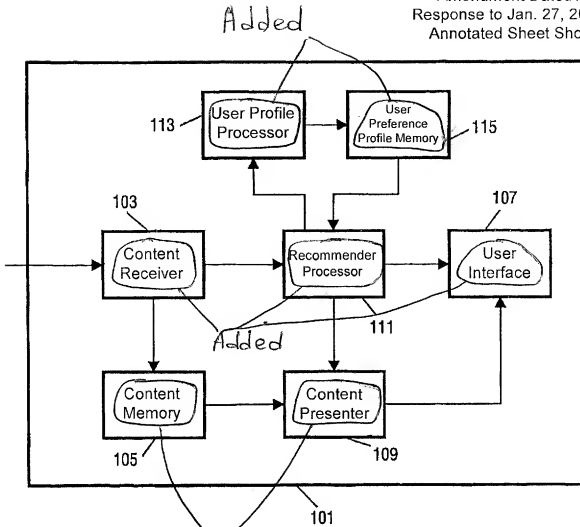 Response to Jan. 27, 20
Annotated Sheet Sho
Added
113
User Profile
Processor
User
Preference
Profile Memory
115
103
107
Content
Receiver
Recommender
Processor
User
Interface
111
Added
Content
Memory
Content
Presenter
105
109
101